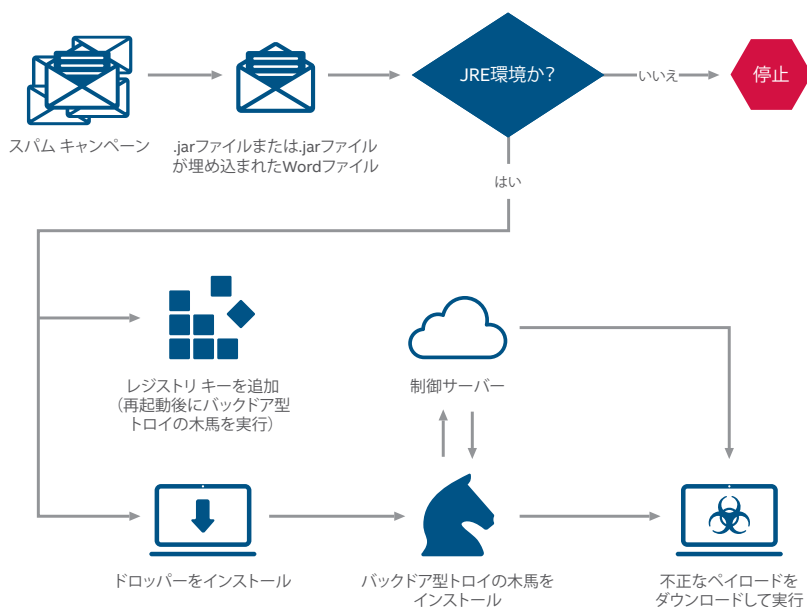 JRE環境か？
いいえ
停止
スパム キャンペーン
.jarファイルまたは.jarファイル
が埋め込まれたWordファイル
はい
レジストリ キーを追加
（再起動後にバックドア型
トロイの木馬を実行）
制御サーバー
ドロッパーをインストール
バックドア型トロイの木馬を
インストール
不正なペイロードを
ダウンロードして実行